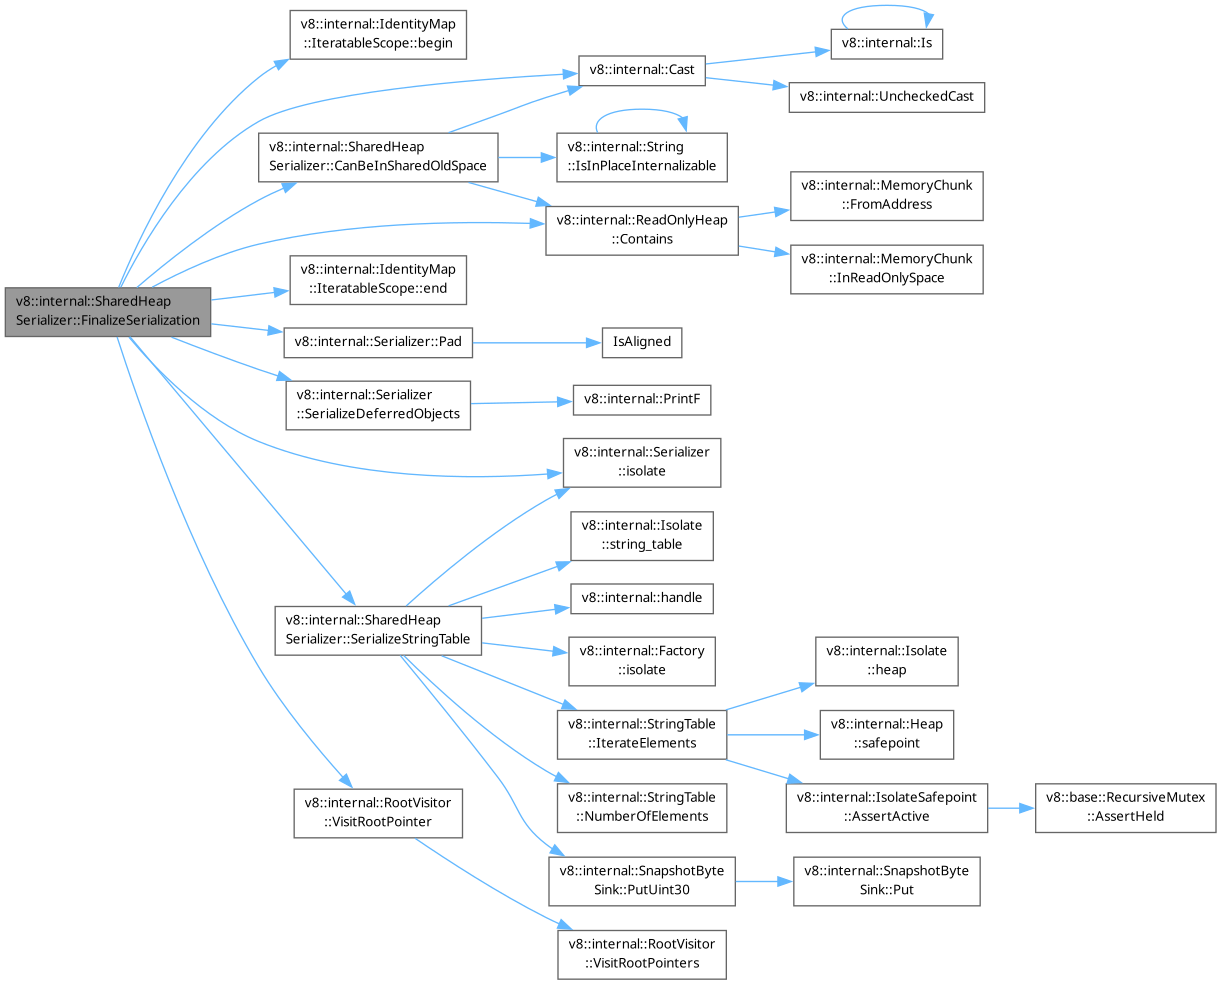 v8::internal::IdentityMap
::IteratableScope::begin
v8::internal::Is
v8::internal::Cast
v8::internal::UncheckedCast
v8::internal::SharedHeap
Serializer::CanBeInSharedOldSpace
v8::internal::String
::IsInPlaceInternalizable
v8::internal::MemoryChunk
::FromAddress
v8::internal::ReadOnlyHeap
::Contains
v8::internal::MemoryChunk
::InReadOnlySpace
v8::internal::IdentityMap
::IteratableScope::end
v8::internal::SharedHeap
Serializer::FinalizeSerialization
v8::internal::Serializer::Pad
IsAligned
v8::internal::Serializer
::SerializeDeferredObjects
v8::internal::PrintF
v8::internal::Serializer
::isolate
v8::internal::Isolate
::string_table
v8::internal::handle
v8::internal::SharedHeap
Serializer::SerializeStringTable
v8::internal::Factory
::isolate
v8::internal::Isolate
::heap
v8::internal::StringTable
::IterateElements
v8::internal::Heap
::safepoint
v8::internal::RootVisitor
::VisitRootPointer
v8::internal::StringTable
::NumberOfElements
v8::internal::IsolateSafepoint
::AssertActive
v8::base::RecursiveMutex
::AssertHeld
v8::internal::SnapshotByte
Sink::PutUint30
v8::internal::SnapshotByte
Sink::Put
v8::internal::RootVisitor
::VisitRootPointers